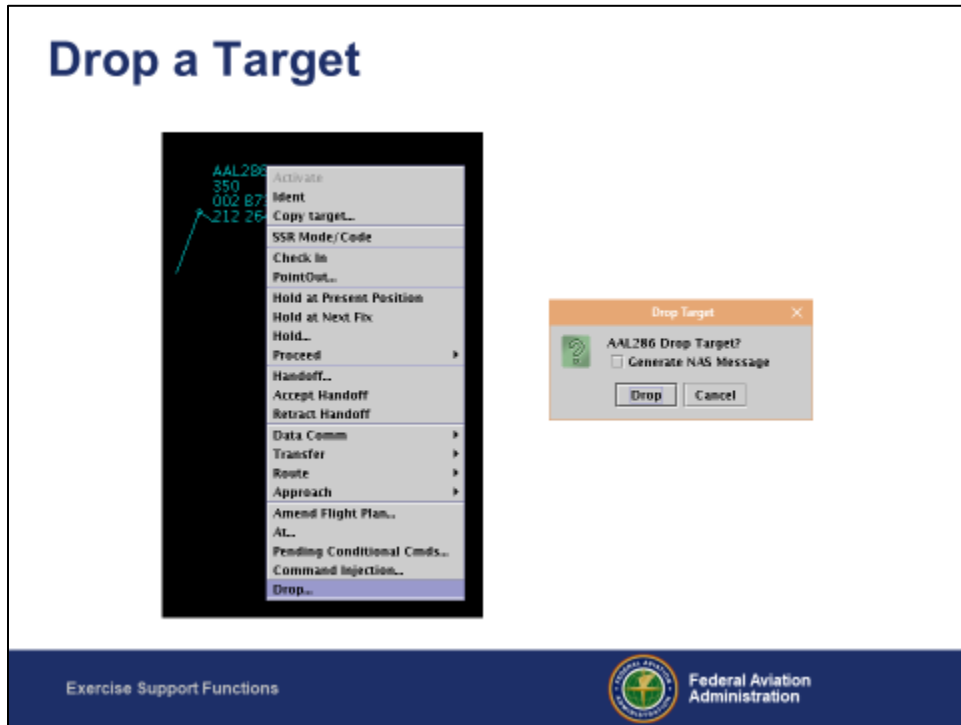 Drop a Target
AAL286
350
002 B7
212 26
Activate
Ident
Copy target...
SSR Mode/Code
Check In
PointOut...
Hold at Present Position
Hold at Next Fix
Hold...
Proceed
Handoff...
Accept Handoff
Retract Handoff
Data Comm
Transfer
Route
Approach
Amend Flight Plan...
At...
Pending Conditional Cmds...
Command Injection...
Drop...
Drop Target
AAL286 Drop Target?
Generate NAS Message
Drop Cancel
Exercise Support Functions
FEDERAL AVIATION
ADMINISTRATION
Federal Aviation
Administration